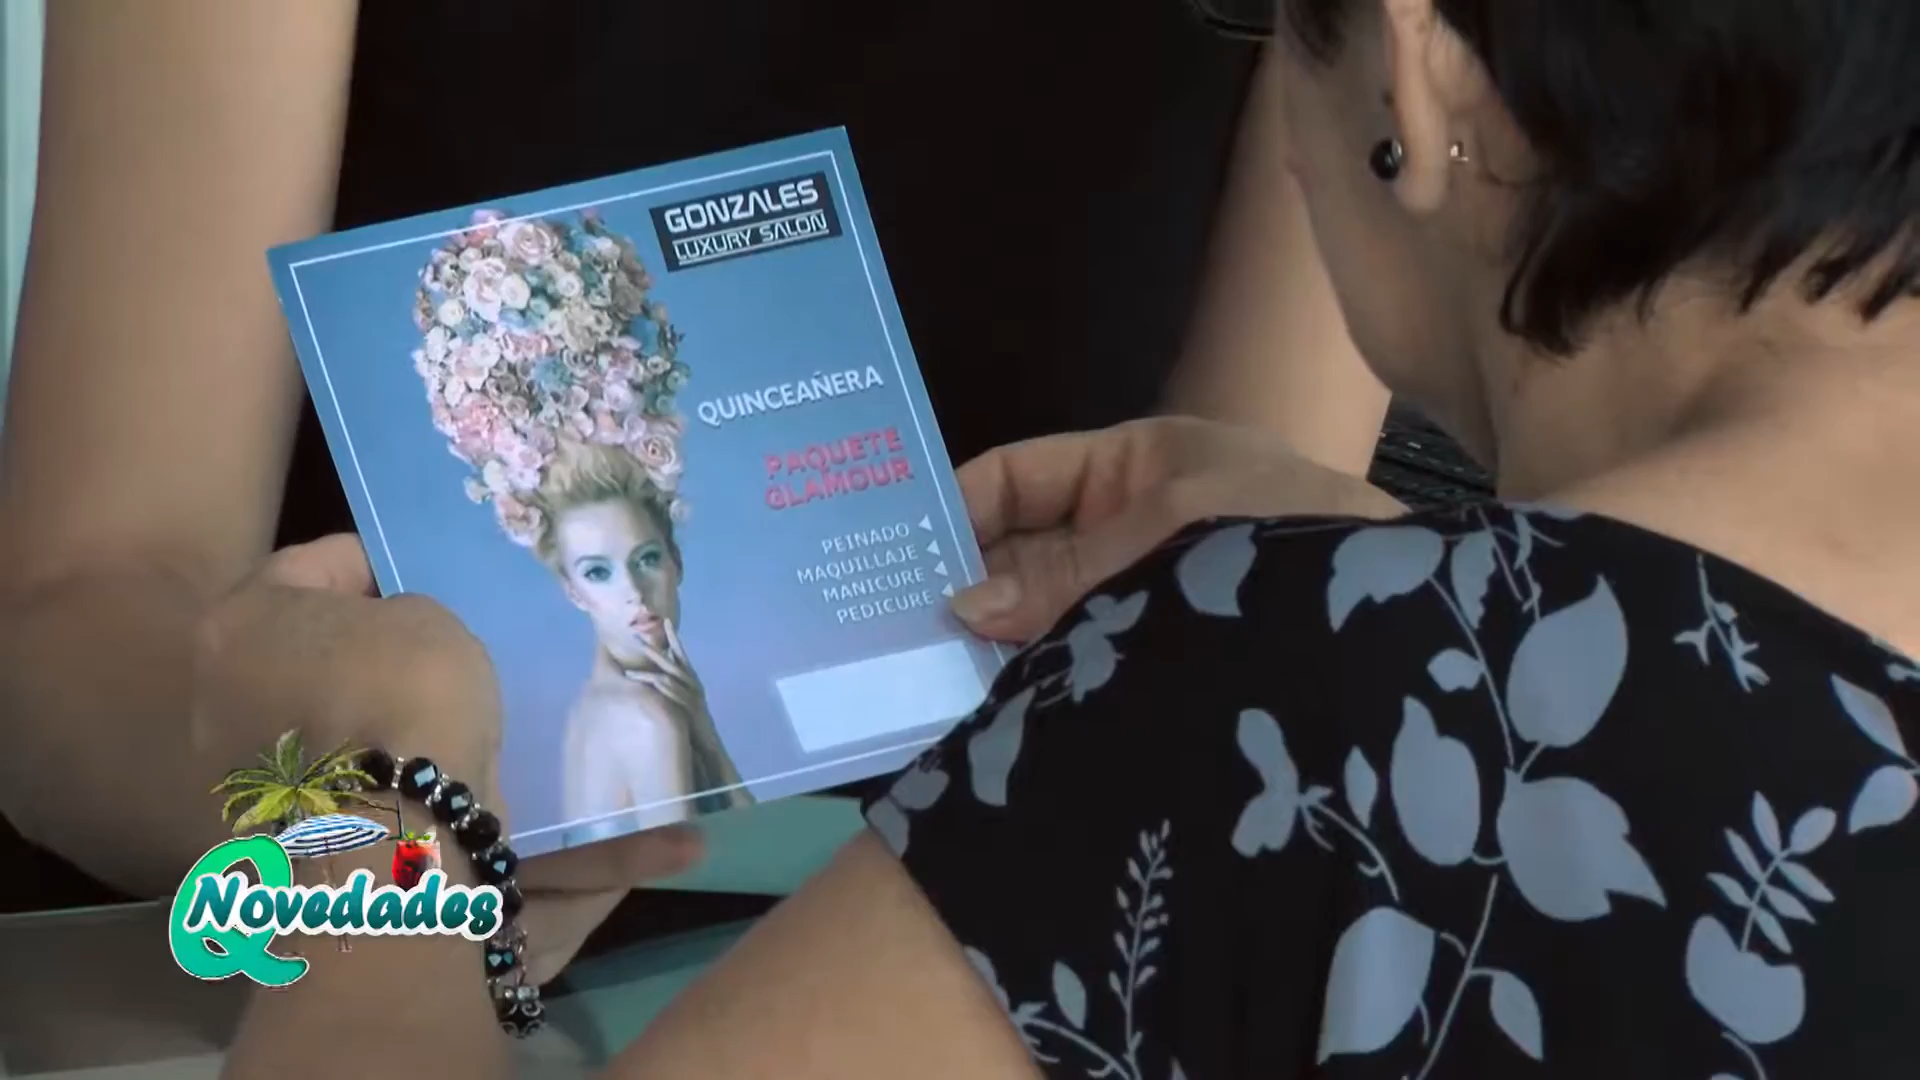 GONZALES
LUXURY SALON
QUINCEAÑERA
PAQUETE
GLAMOUR
PEINADO
MAQUILLAJE
MANICURE
PEDICURE
Q Novedades